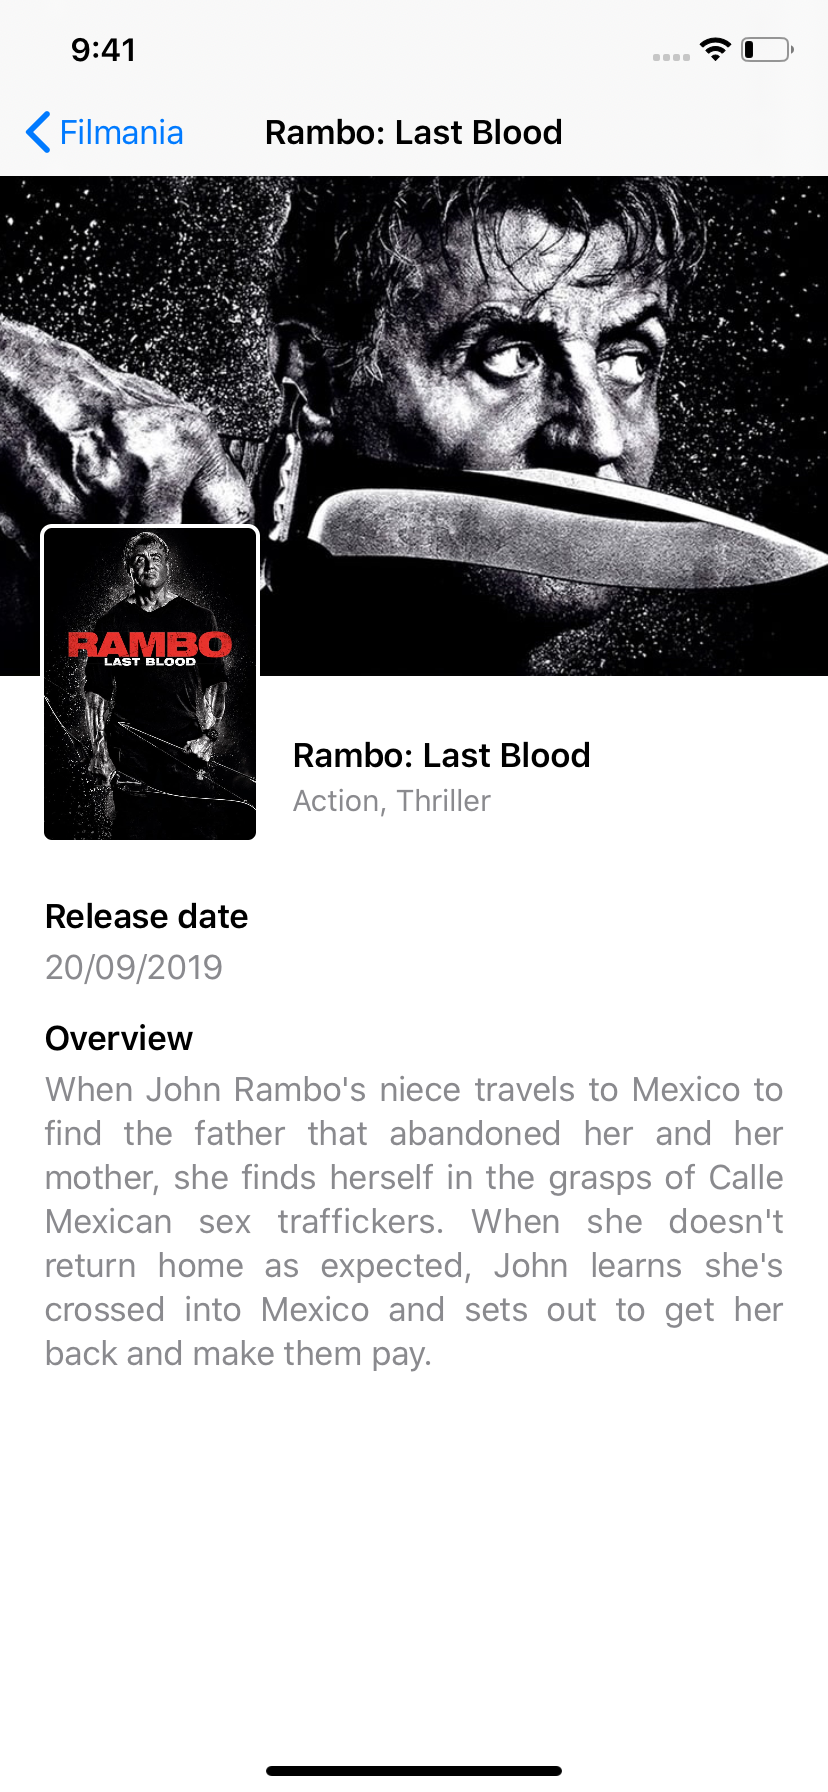 9:41
Filmania
Rambo: Last Blood
RAMBO
LAST BLOOD
Rambo: Last Blood
Action, Thriller
Release date
20/09/2019
Overview
When John Rambo's niece travels to Mexico to
find the father that abandoned her and her
mother, she finds herself in the grasps of Calle
Mexican sex traffickers. When she doesn't
return home as expected, John learns she's
crossed into Mexico and sets out to get her
back and make them pay.